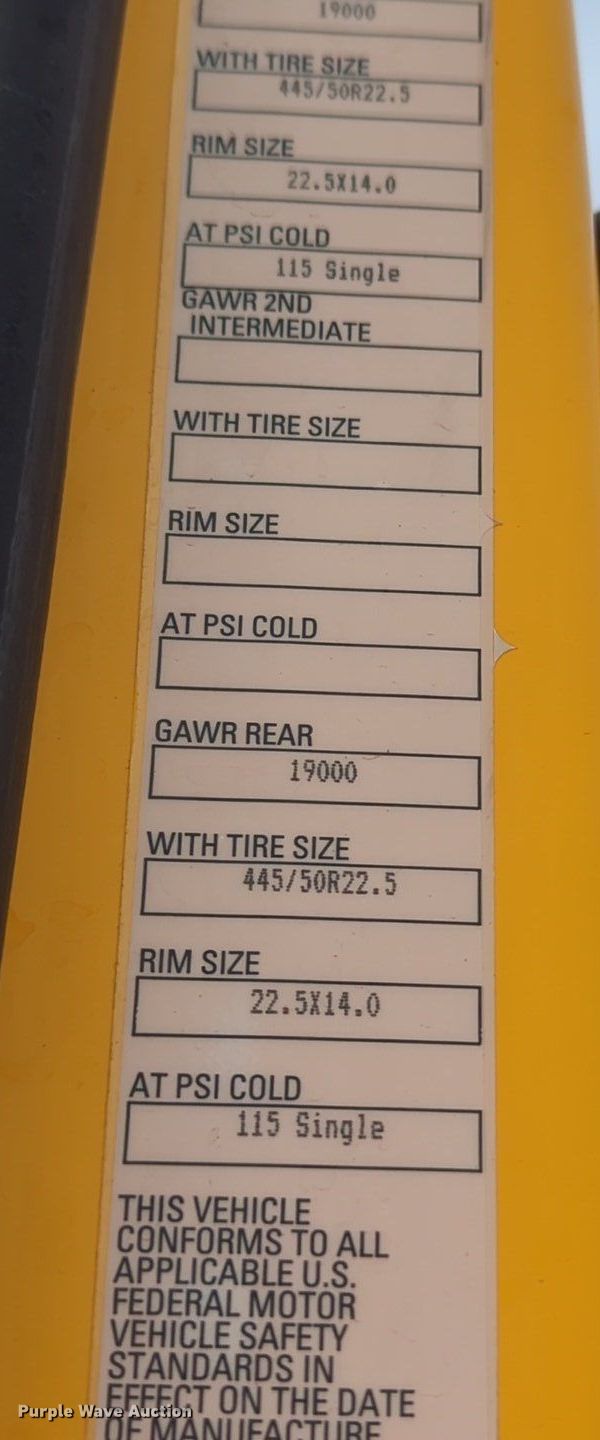 19000
WITH TIRE SIZE
445/50R22.5
RIM SIZE
22.5X14.0
AT PSI COLD
115 Single
GAWR 2ND
INTERMEDIATE
WITH TIRE SIZE
RIM SIZE
AT PSI COLD
GAWR REAR
19000
WITH TIRE SIZE
445/50R22.5
RIM SIZE
22.5X14.0
AT PSI COLD
115 Single
THIS VEHICLE
CONFORMS TO ALL
APPLICABLE U.S.
FEDERAL MOTOR
VEHICLE SAFETY
STANDARDS IN
EFFECT ON THE DATE
OF MANUFACTURE
Purple Wave Auction